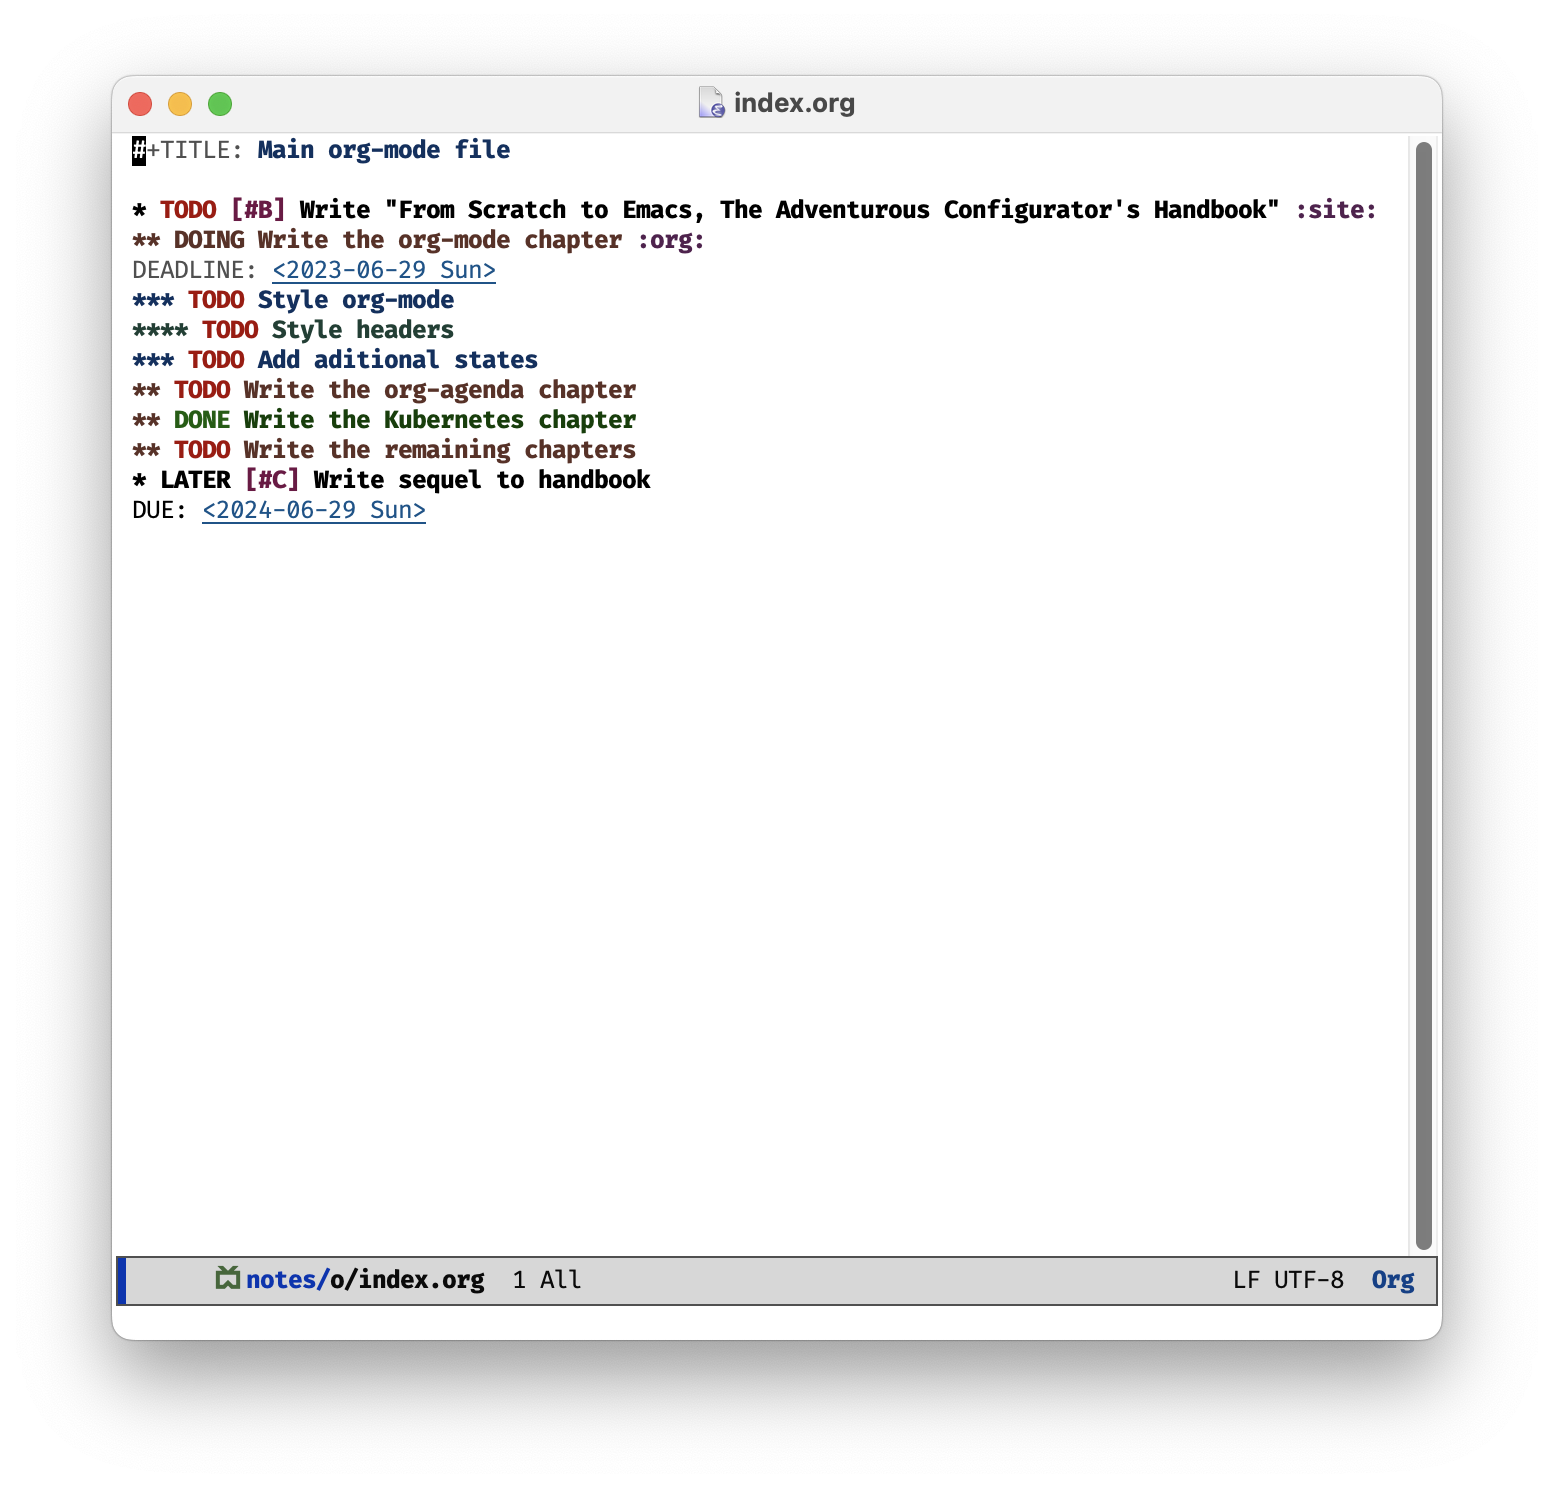 index.org
#+TITLE: Main org-mode file
* TODO [#B] Write "From Scratch to Emacs, The Adventurous Configurator's Handbook" :site:
** DOING Write the org-mode chapter :org:
DEADLINE: <2023-06-29 Sun>
*** TODO Style org-mode
**** TODO Style headers
*** TODO Add aditional states
** TODO Write the org-agenda chapter
** DONE Write the Kubernetes chapter
** TODO Write the remaining chapters
* LATER [#C] Write sequel to handbook
DUE: <2024-06-29 Sun>
notes/o/index.org 1 All LF UTF-8 Org